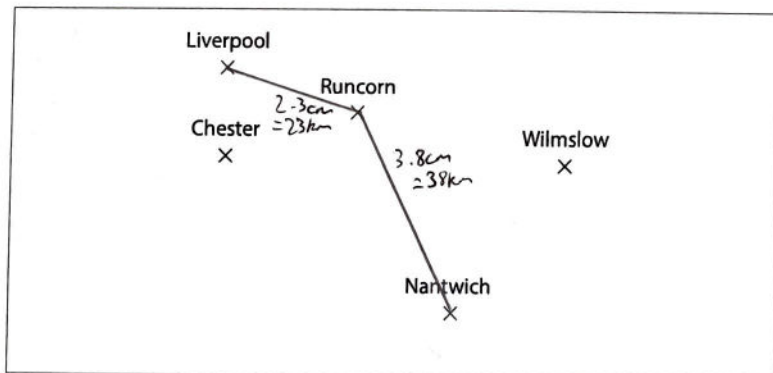 Liverpool
Runcorn
2.3cm
=23km
Chester
Wilmslow
3.8cm
=38km
Nantwich